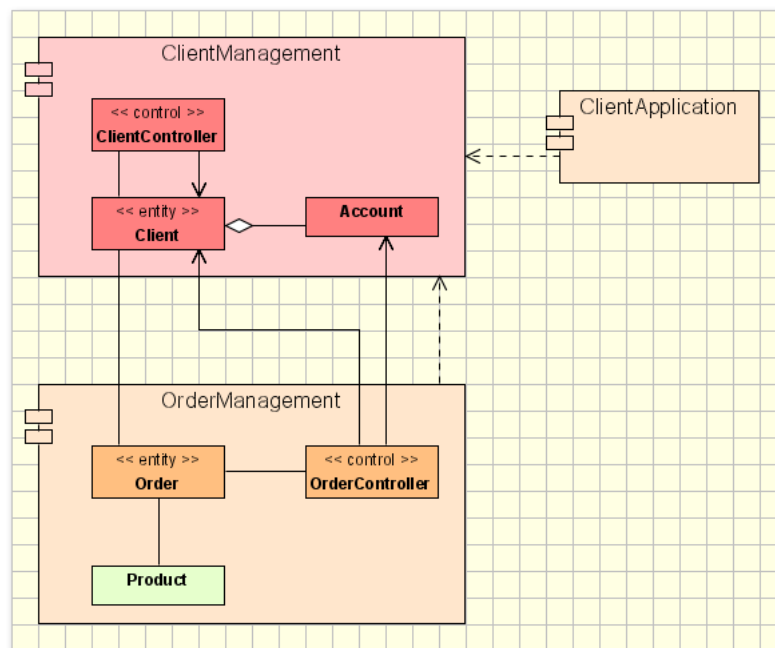 ClientManagement
<< control >>
ClientController
<< entity >>
Client
Account
ClientApplication
OrderManagement
<< entity >>
Order
<< control >>
OrderController
Product